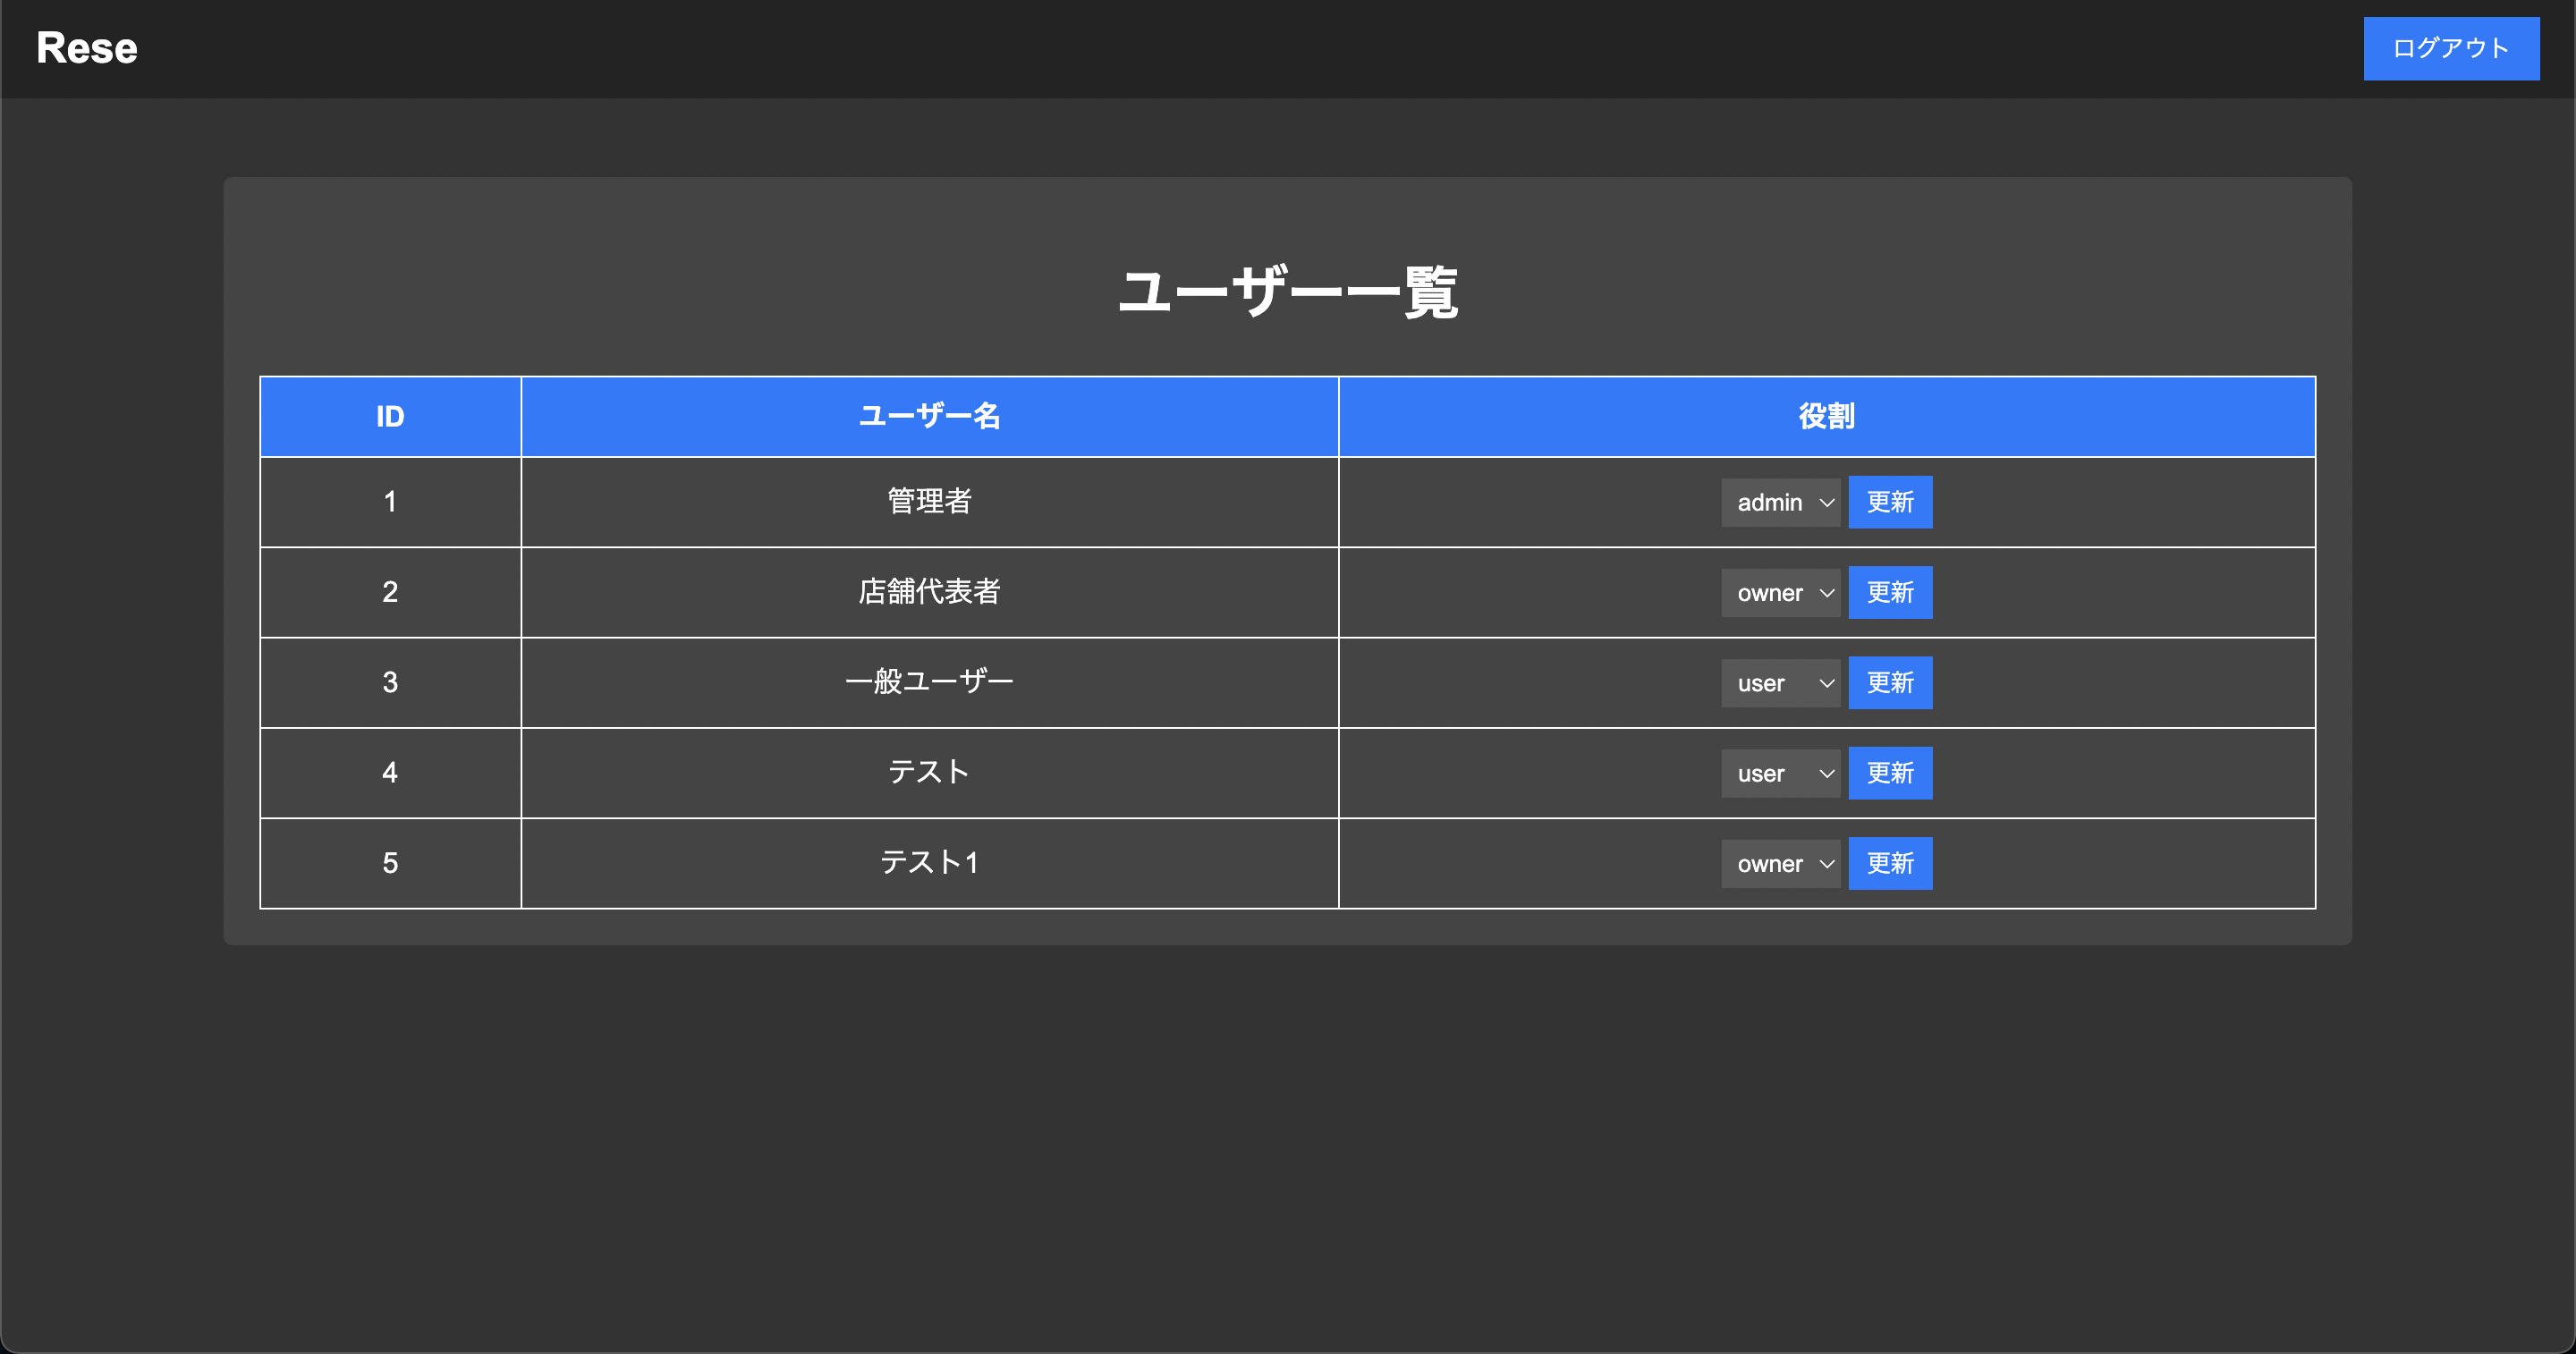 Rese
ログアウト
ユーザー一覧
ID ユーザー名 役割
1 管理者 admin 更新
2 店舗代表者 owner 更新
3 一般ユーザー user 更新
4 テスト user 更新
5 テスト1 owner 更新